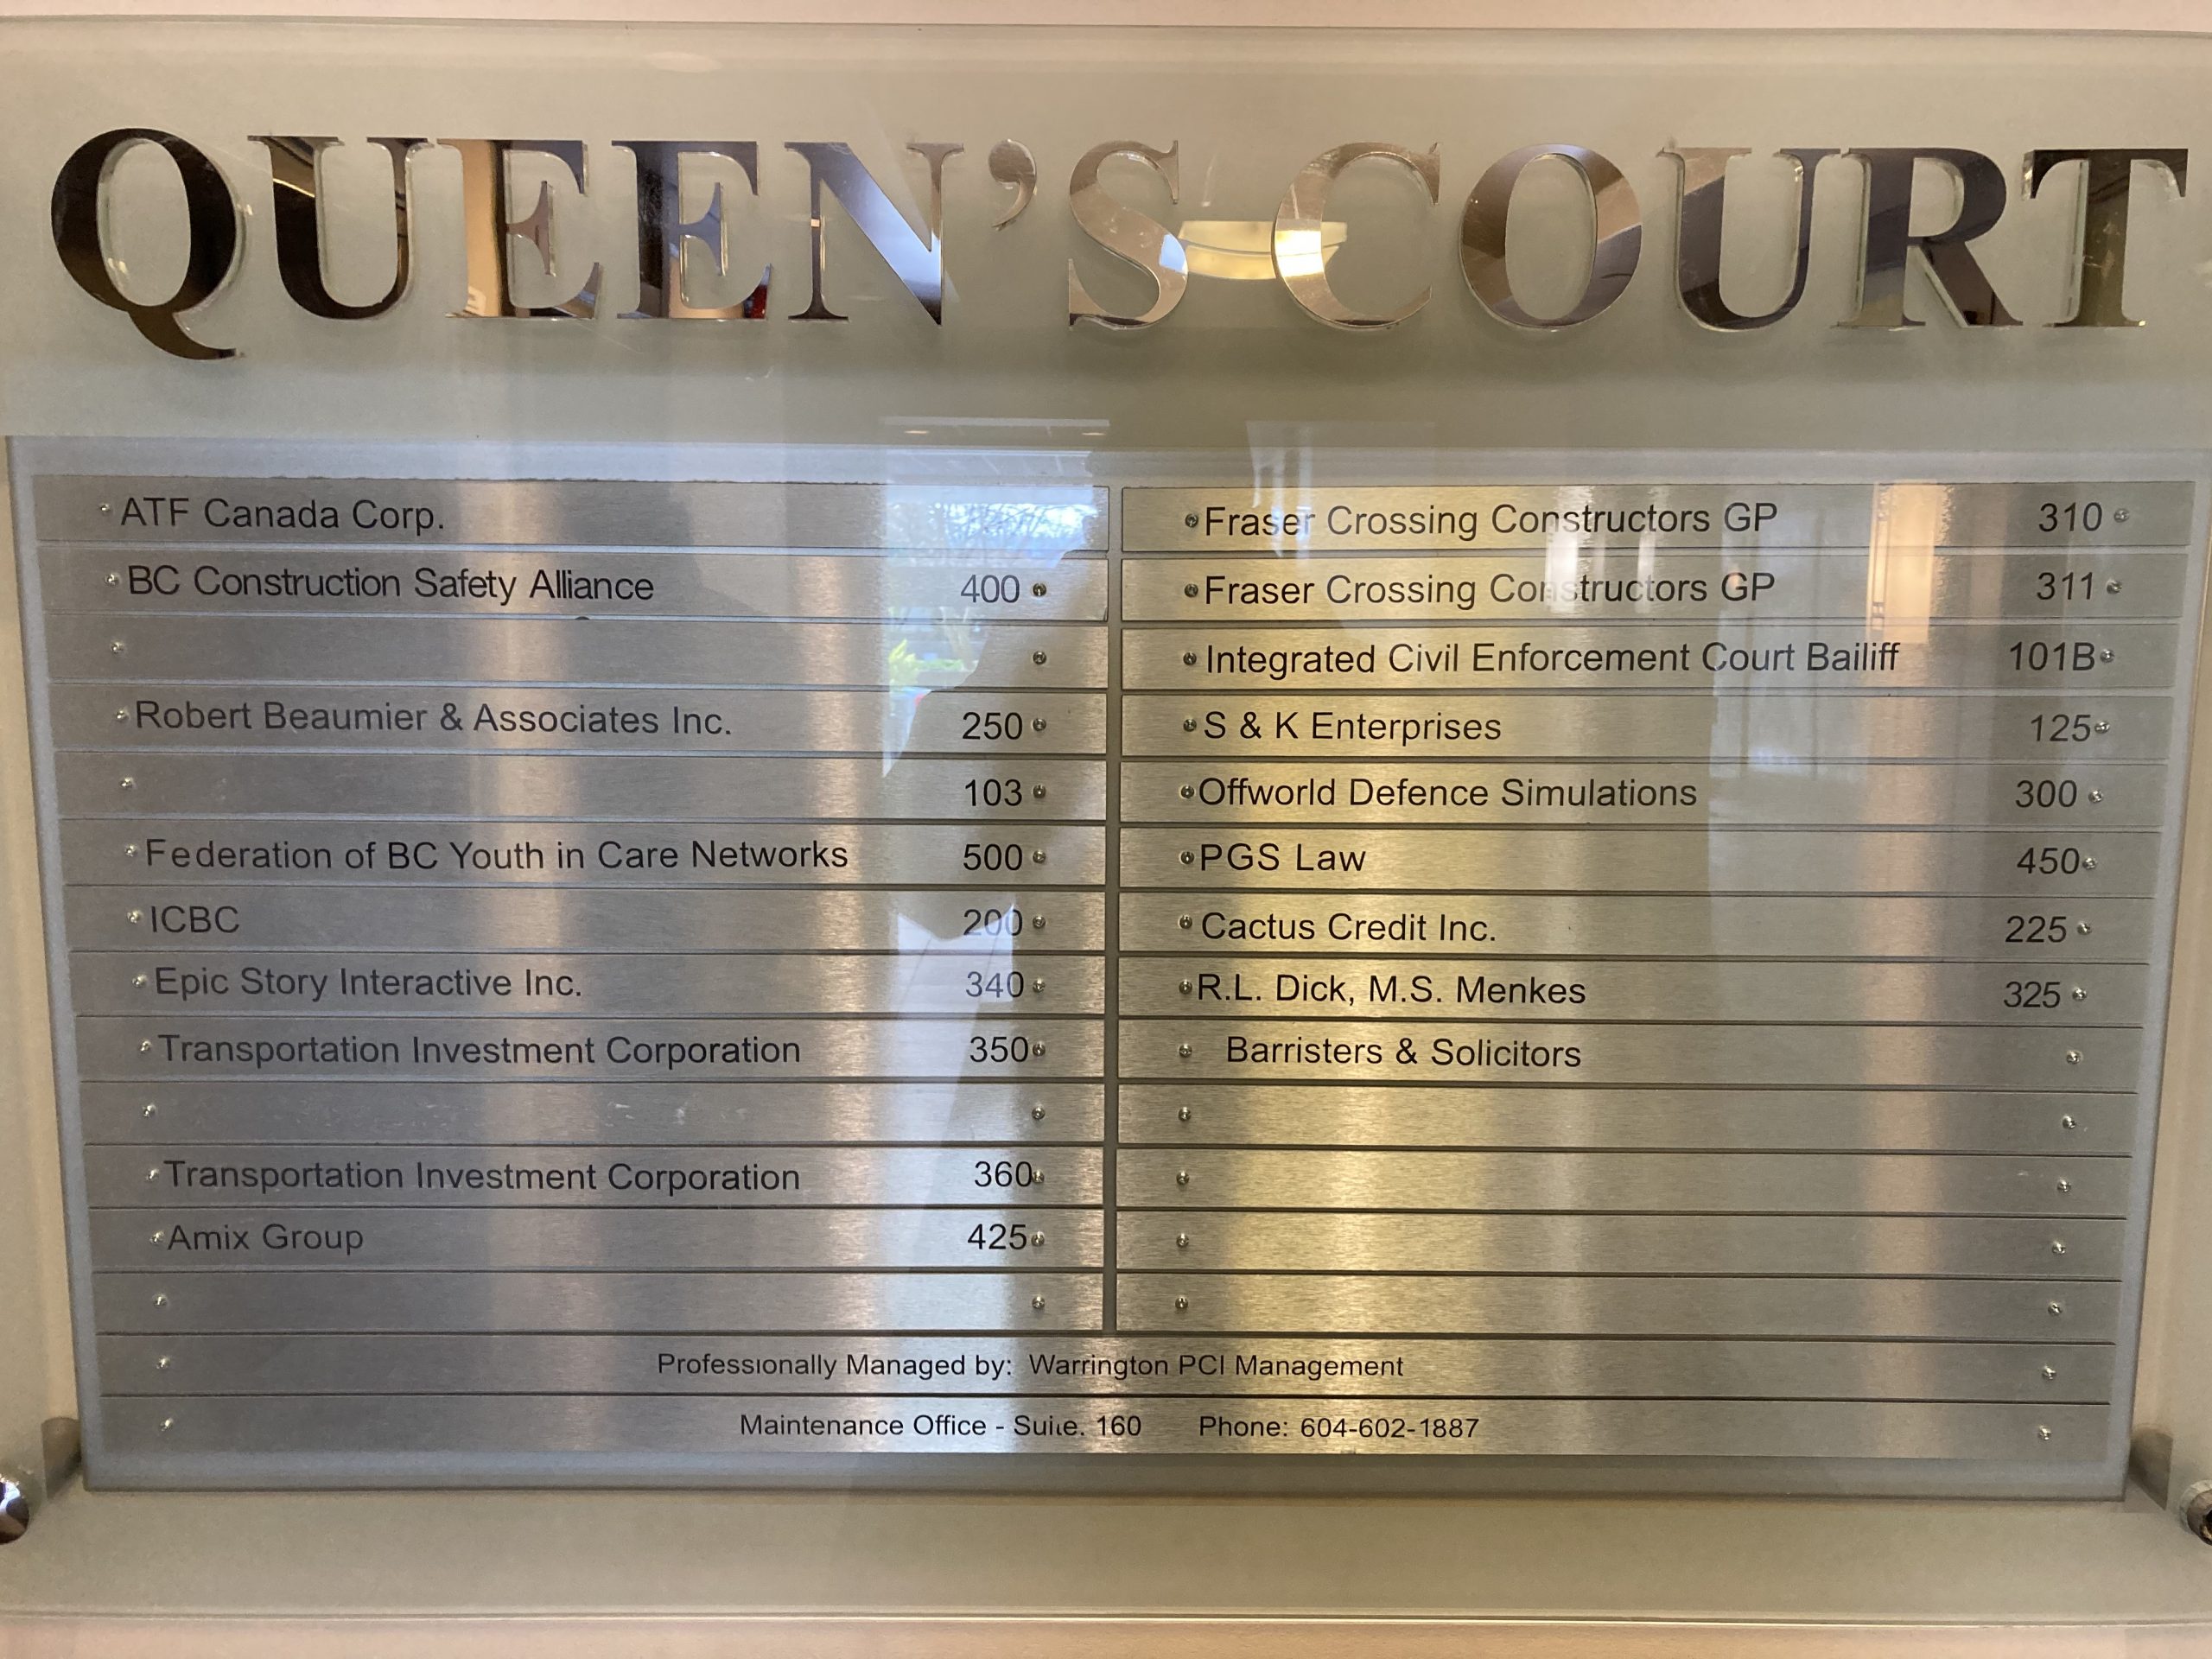 QUEEN'S COURT
ATF Canada Corp.
BC Construction Safety Alliance 400
Robert Beaumier & Associates Inc. 250
103
Federation of BC Youth in Care Networks 500
ICBC 200
Epic Story Interactive Inc. 340
Transportation Investment Corporation 350
Transportation Investment Corporation 360
Amix Group 425
Fraser Crossing Constructors GP 310
Fraser Crossing Constructors GP 311
Integrated Civil Enforcement Court Bailiff 101B
S & K Enterprises 125
Offworld Defence Simulations 300
PGS Law 450
Cactus Credit Inc. 225
R.L. Dick, M.S. Menkes 325
Barristers & Solicitors
Professionally Managed by: Warrington PCI Management
Maintenance Office - Suite. 160 Phone: 604-602-1887